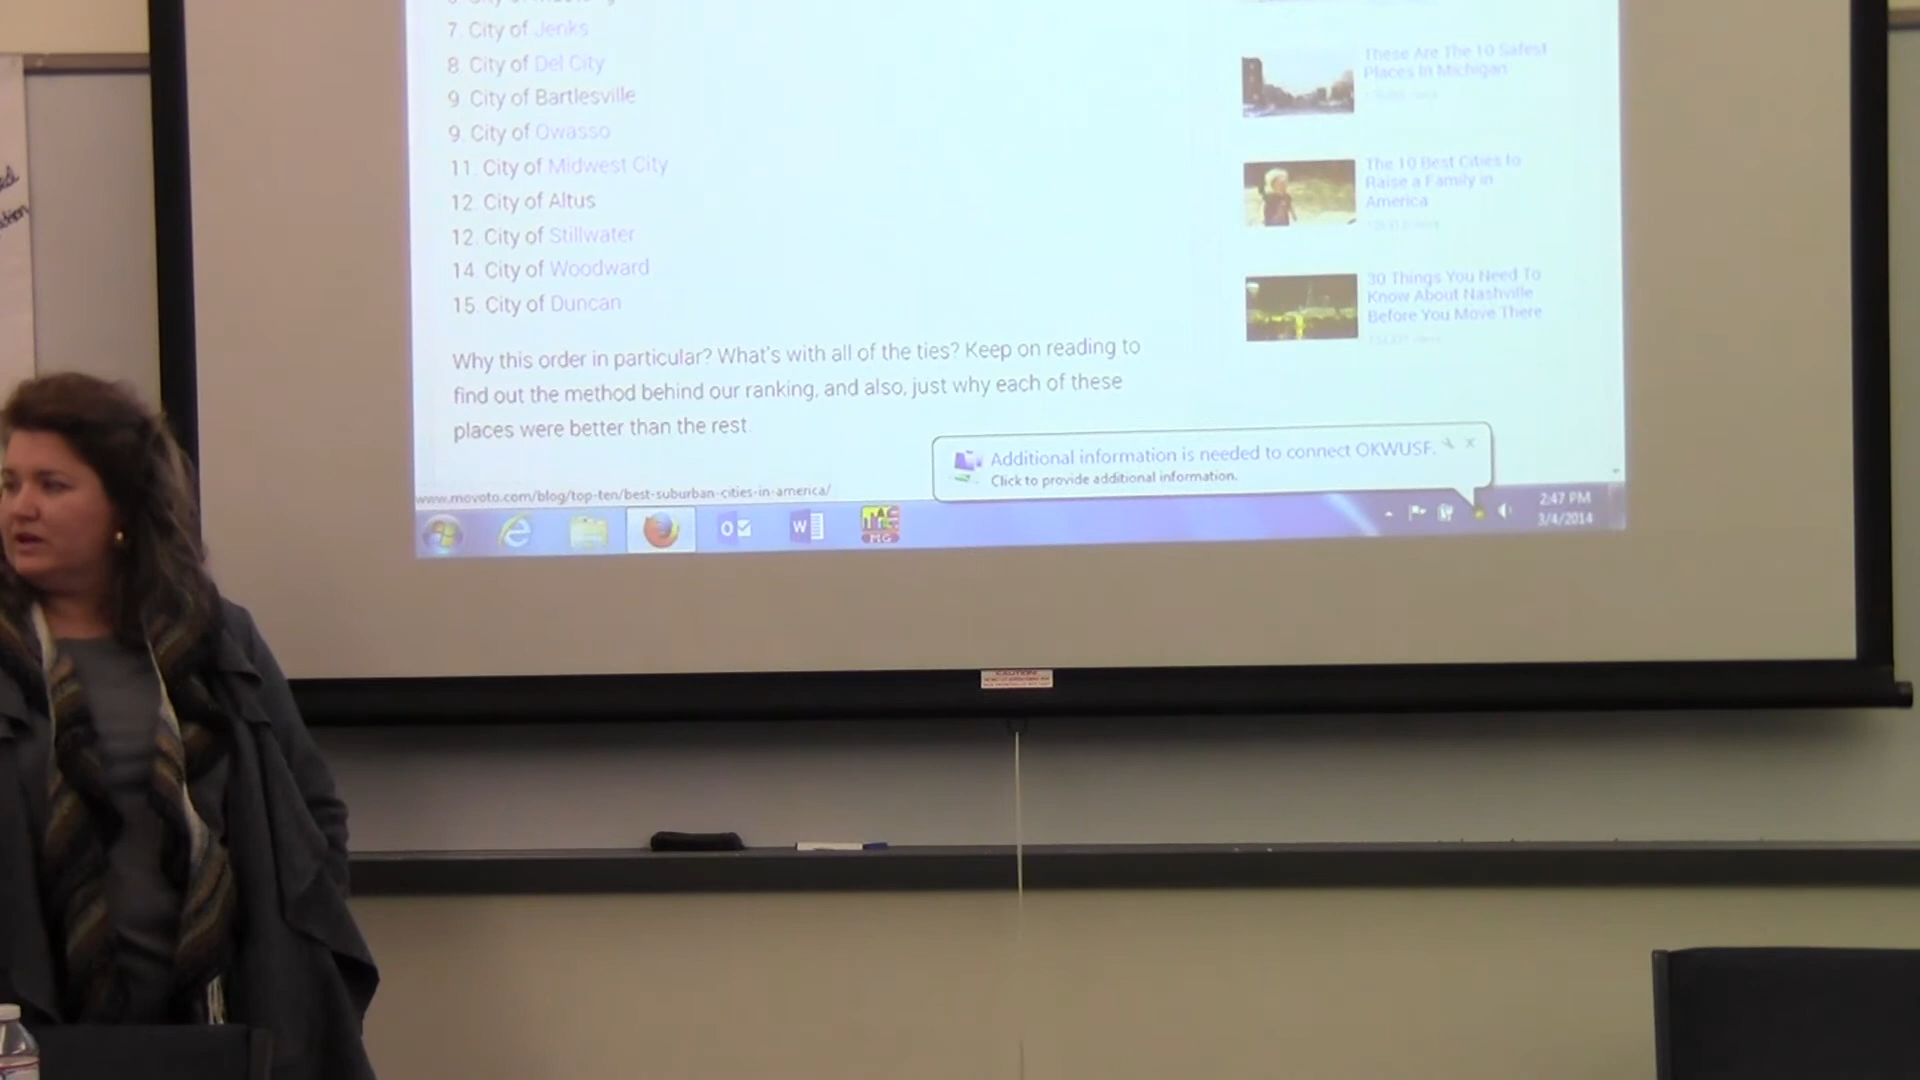 7. City of Jenks
8. City of Del City
9. City of Bartlesville
9. City of Owasso
11. City of Midwest City
12. City of Altus
12. City of Stillwater
14. City of Woodward
15. City of Duncan
Why this order in particular? What's with all of the ties? Keep on reading to
find out the method behind our ranking, and also, just why each of these
places were better than the rest.
These Are The 10 Safest
Places In Michigan
The 10 Best Cities to
Raise a Family in
America
30 Things You Need To
Know About Nashville
Before You Move There
Additional information is needed to connect OKWUSF.
Click to provide additional information.
www.movoto.com/blog/top-ten/best-suburban-cities-in-america/
2:47 PM
3/4/2014
CAUTION